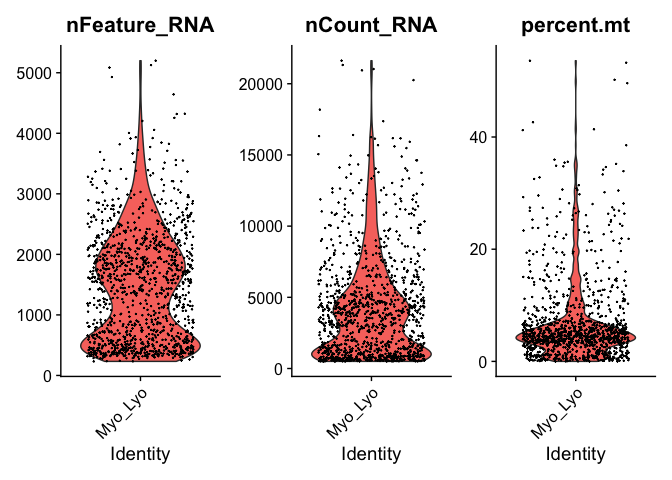 nFeature_RNA
5000
4000
3000
2000
1000
0
Myo_Lyo
Identity
nCount_RNA
20000
15000
10000
5000
0
Myo_Lyo
Identity
percent.mt
40
20
0
Myo_Lyo
Identity